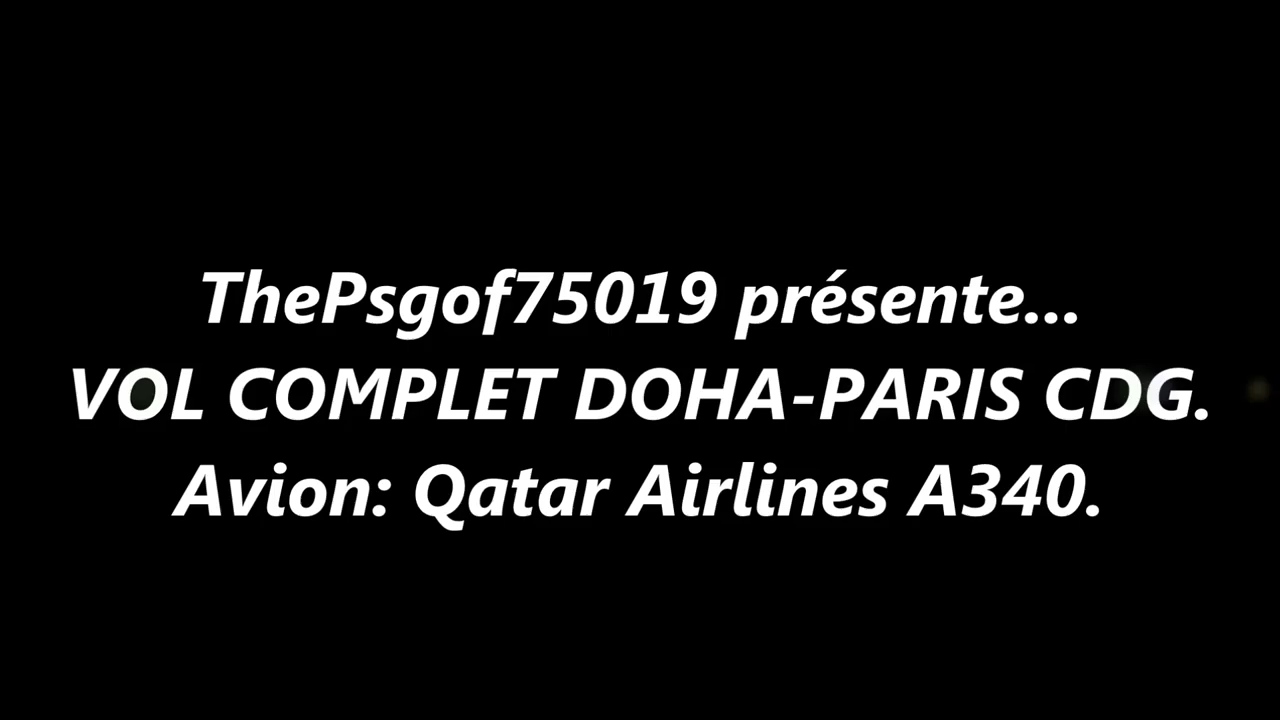 ThePsgof75019 présente...
VOL COMPLET DOHA-PARIS CDG.
Avion: Qatar Airlines A340.